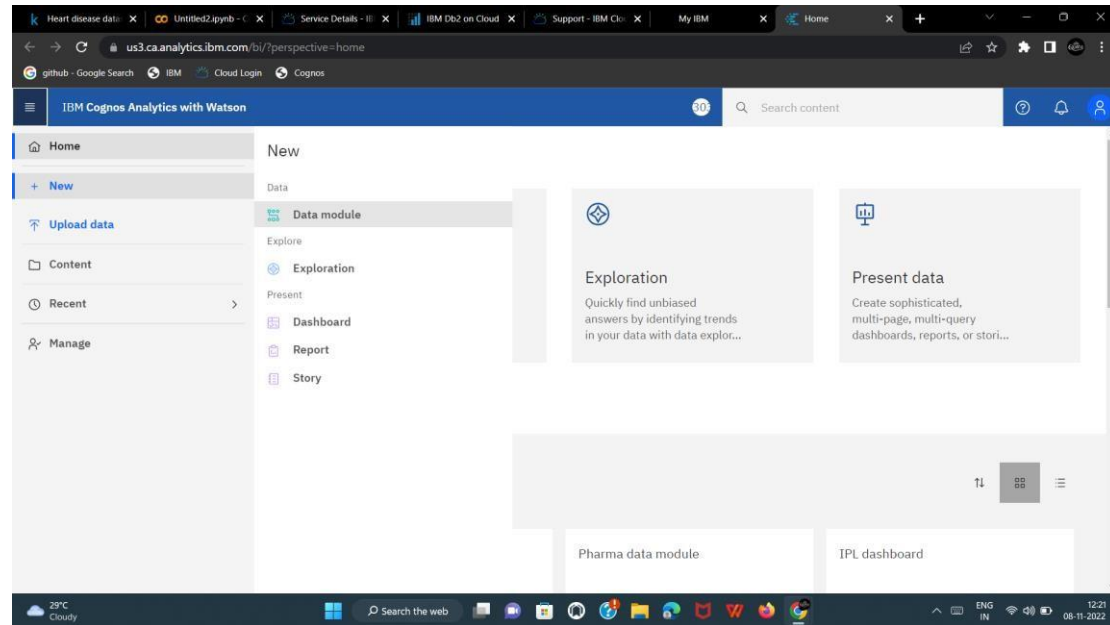 Heart disease data
Untitled2.ipynb - C
Service Details - IB
IBM Db2 on Cloud
Support - IBM Clo
My IBM
Home
us3.ca.analytics.ibm.com/bi/?perspective=home
github - Google Search
IBM
Cloud Login
Cognos
IBM Cognos Analytics with Watson
Search content
Home
New
Upload data
Content
Recent
Manage
New
Data
Data module
Explore
Exploration
Present
Dashboard
Report
Story
Exploration
Quickly find unbiased
answers by identifying trends
in your data with data explor...
Present data
Create sophisticated,
multi-page, multi-query
dashboards, reports, or stori...
Pharma data module
IPL dashboard
29°C
Cloudy
Search the web
ENG
IN
12:21
08-11-2022